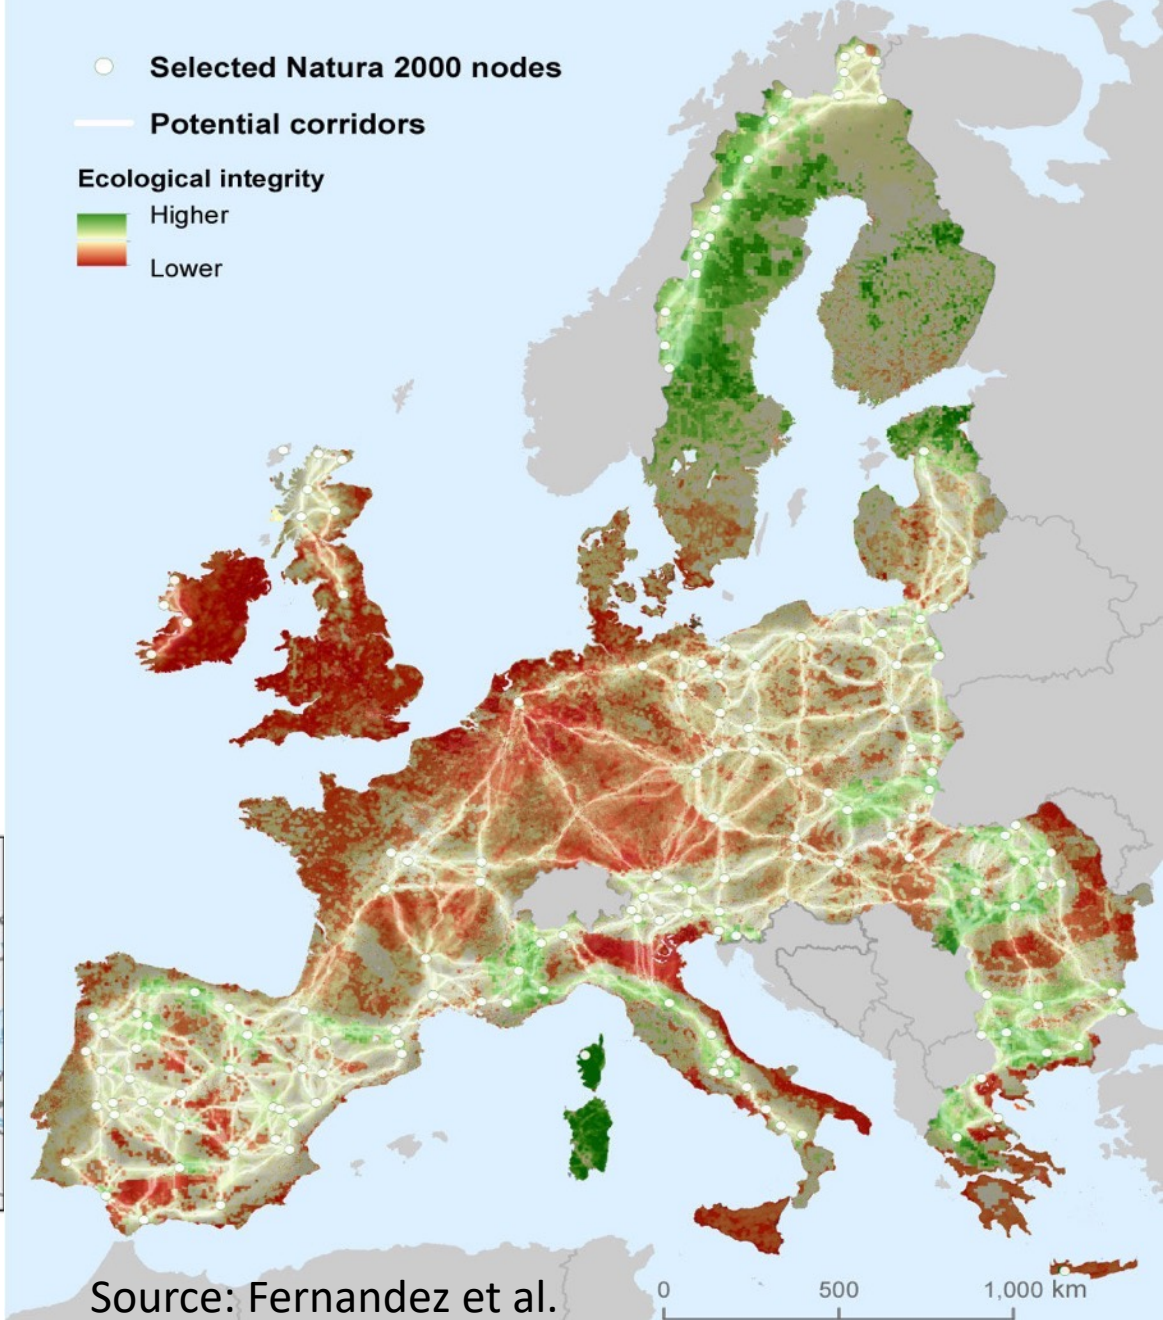 Selected Natura 2000 nodes
Potential corridors
Ecological integrity
Higher
Lower
Source: Fernandez et al.
0 500 1,000 km